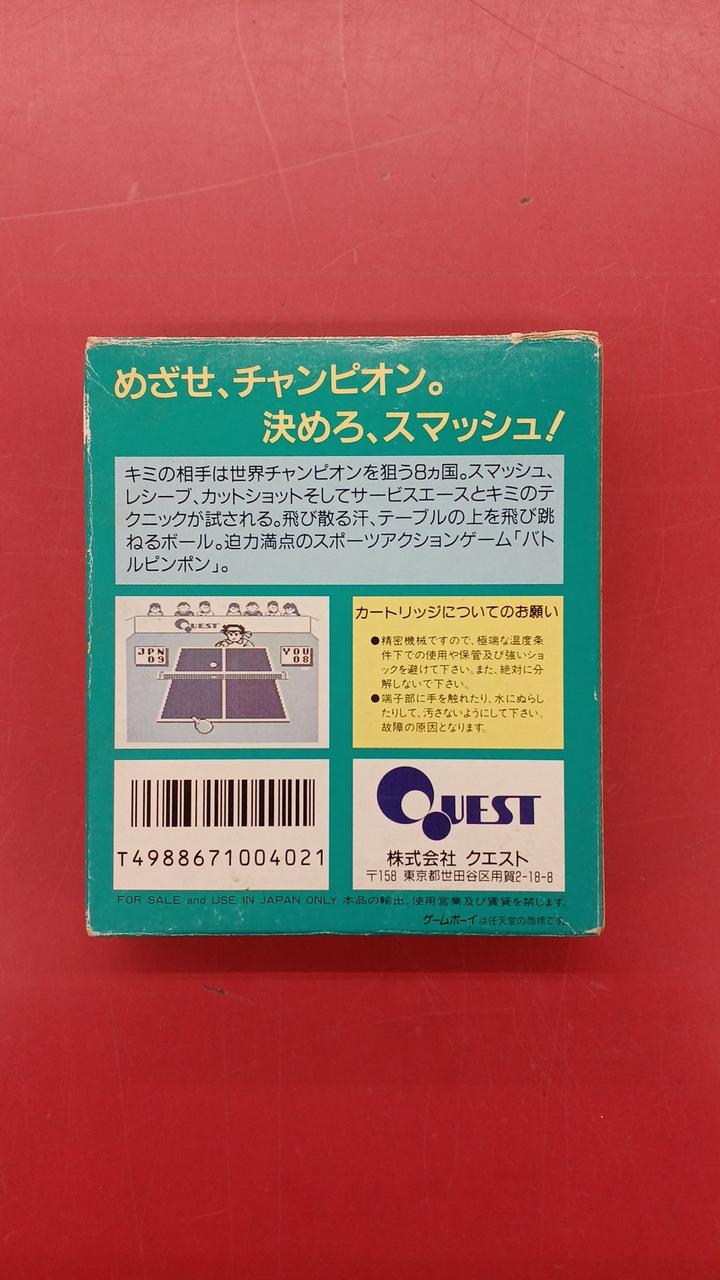 めざせ、チャンピオン。
決めろ、スマッシュ!
キミの相手は世界チャンピオンを狙う8ヵ国。スマッシュ、
レシーブ、カットショットそしてサービスエースとキミのテ
クニックが試される。飛び散る汗、テーブルの上を飛び跳
ねるボール。迫力満点のスポーツアクションゲーム「バト
ルピンポン」。
QUEST
JPN
09
YOU
08
カートリッジについてのお願い
●精密機械ですので、極端な温度条
件下での使用や保管及び強いショ
ックを避けて下さい。また、絶対に分
解しないで下さい。
●端子部に手を触れたり、水にぬらし
たりして、汚さないようにして下さい。
故障の原因となります。
T4988671004021
QUEST
株式会社 クエスト
〒158 東京都世田谷区用賀2-18-8
FOR SALE and USE IN JAPAN ONLY 本品の輸出、使用営業及び賃貸を禁じます。
ゲームボーイは任天堂の商標です。